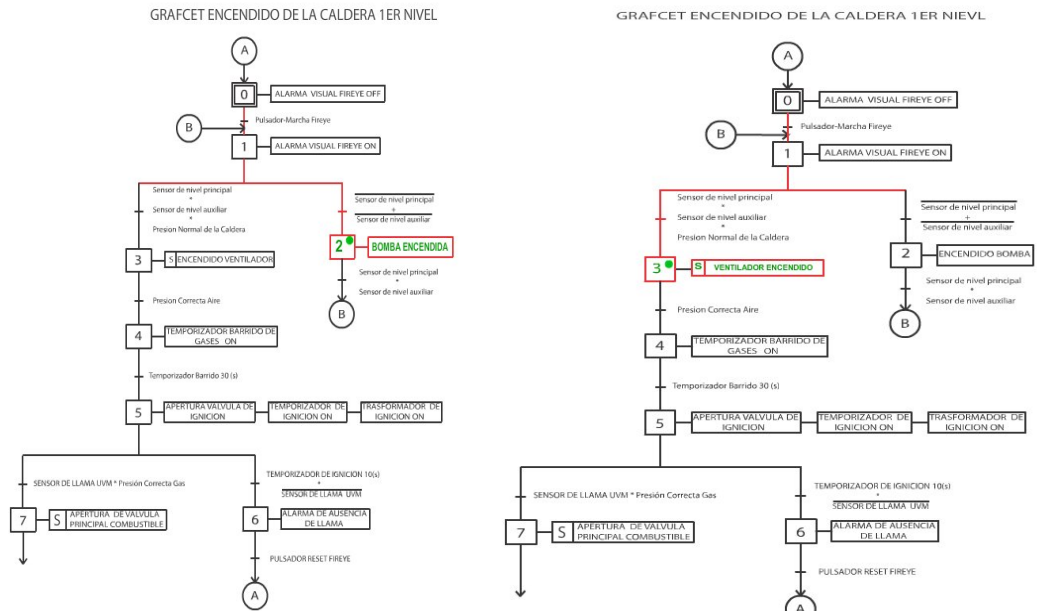 GRAFCET ENCENDIDO DE LA CALDERA 1ER NIVEL
A
0
ALARMA VISUAL FIREYE OFF
Pulsador-Marcha Fireye
B
1
ALARMA VISUAL FIREYE ON
Sensor de nivel principal
*
Sensor de nivel auxiliar
*
Presion Normal de la Caldera
3
S ENCENDIDO VENTILADOR
Sensor de nivel principal
+
Sensor de nivel auxiliar
2
BOMBA ENCENDIDA
Sensor de nivel principal
*
Sensor de nivel auxiliar
B
Presion Correcta Aire
4
TEMPORIZADOR BARRIDO DE
GASES ON
Temporizador Barrido 30 (s)
5
APERTURA VALVULA DE
IGNICION
TEMPORIZADOR DE
IGNICION ON
TRASFORMADOR DE
IGNICION ON
SENSOR DE LLAMA UVM * Presión Correcta Gas
7
S
APERTURA DE VALVULA
PRINCIPAL COMBUSTIBLE
TEMPORIZADOR DE IGNICION 10(s)
*
SENSOR DE LLAMA UVM
6
ALARMA DE AUSENCIA
DE LLAMA
PULSADOR RESET FIREYE
A
GRAFCET ENCENDIDO DE LA CALDERA 1ER NIEVL
A
0
ALARMA VISUAL FIREYE OFF
Pulsador-Marcha Fireye
B
1
ALARMA VISUAL FIREYE ON
Sensor de nivel principal
*
Sensor de nivel auxiliar
*
Presion Normal de la Caldera
3
S VENTILADOR ENCENDIDO
Sensor de nivel principal
+
Sensor de nivel auxiliar
2
ENCENDIDO BOMBA
Sensor de nivel principal
*
Sensor de nivel auxiliar
B
Presion Correcta Aire
4
TEMPORIZADOR BARRIDO DE
GASES ON
Temporizador Barrido 30 (s)
5
APERTURA VALVULA DE
IGNICION
TEMPORIZADOR DE
IGNICION ON
TRASFORMADOR DE
IGNICION ON
SENSOR DE LLAMA UVM * Presión Correcta Gas
7
S
APERTURA DE VALVULA
PRINCIPAL COMBUSTIBLE
TEMPORIZADOR DE IGNICION 10(s)
*
SENSOR DE LLAMA UVM
6
ALARMA DE AUSENCIA
DE LLAMA
PULSADOR RESET FIREYE
A